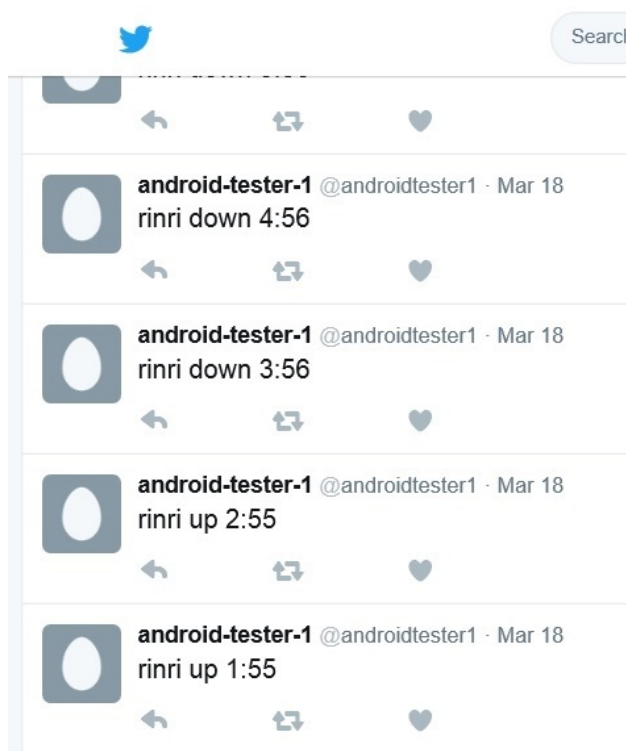 Search
android-tester-1 @androidtester1 · Mar 18
rinri down 4:56
android-tester-1 @androidtester1 · Mar 18
rinri down 3:56
android-tester-1 @androidtester1 · Mar 18
rinri up 2:55
android-tester-1 @androidtester1 · Mar 18
rinri up 1:55